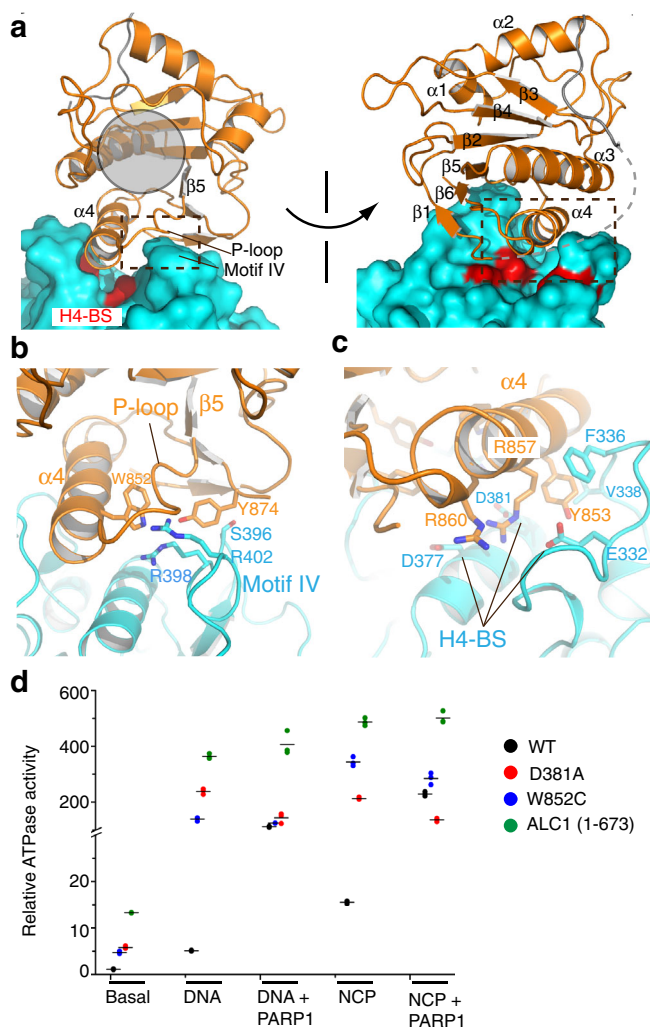 a
α2
α1
β3
β4
β2
α3
β5
β5
β6
α4
α4
β1
P-loop
Motif IV
H4-BS
b
c
P-loop
β5
α4
α4
R857
F336
W852
D381
V338
Y874
R860
Y853
S396
D377
E332
R402
R398
Motif IV
H4-BS
d
600
400
200
20
10
5
0
Relative ATPase activity
WT
D381A
W852C
ALC1 (1-673)
Basal
DNA
DNA +
PARP1
NCP
NCP +
PARP1